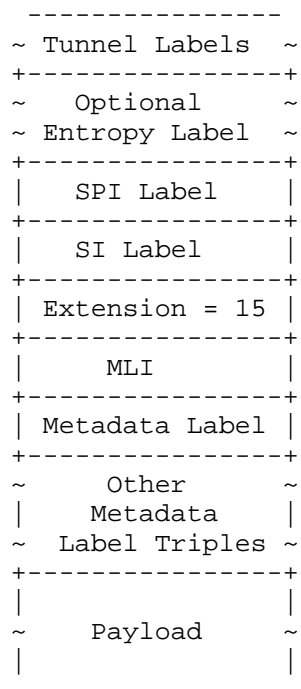 ~ Tunnel Labels ~
~ Optional ~
~ Entropy Label ~
| SPI Label |
| SI Label |
| Extension = 15 |
| MLI |
| Metadata Label |
~ Other ~
| Metadata |
~ Label Triples ~
~ Payload ~